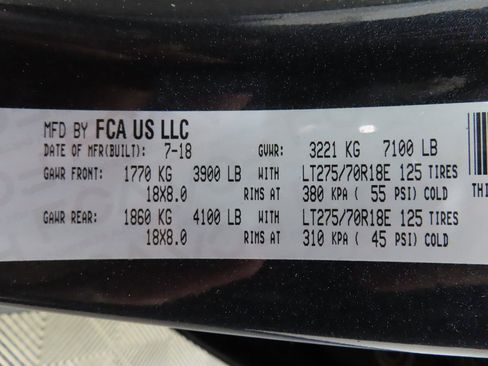 MFD BY FCA US LLC
DATE OF MFR(BUILT): 7-18 GVWR: 3221 KG 7100 LB
GAWR FRONT: 1770 KG 3900 LB WITH LT275/70R18E 125 TIRES
18X8.0 RIMS AT 380 KPA ( 55 PSI) COLD
GAWR REAR: 1860 KG 4100 LB WITH LT275/70R18E 125 TIRES
18X8.0 RIMS AT 310 KPA ( 45 PSI) COLD